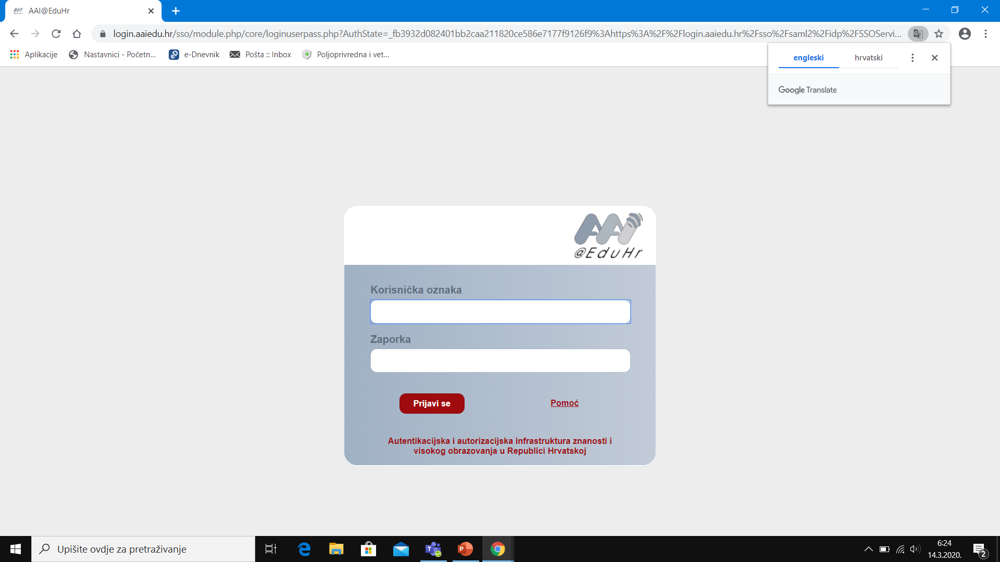 AAI@EduHr
login.aaiedu.hr/sso/module.php/core/loginuserpass.php?AuthState=_fb3932d082401bb2caa211820ce586e7177f9126f9%3Ahttps%3A%2F%2Flogin.aaiedu.hr%2Fsso%2Fsaml2%2Fidp%2FSSOServi...
Aplikacije
Nastavnici - Početn...
e-Dnevnik
Pošta :: Inbox
Poljoprivredna i vet...
engleski
hrvatski
Google Translate
AAI
@EduHr
Korisnička oznaka
Zaporka
Prijavi se
Pomoć
Autentikacijska i autorizacijska infrastruktura znanosti i
visokog obrazovanja u Republici Hrvatskoj
Upišite ovdje za pretraživanje
6:24
14.3.2020.
2